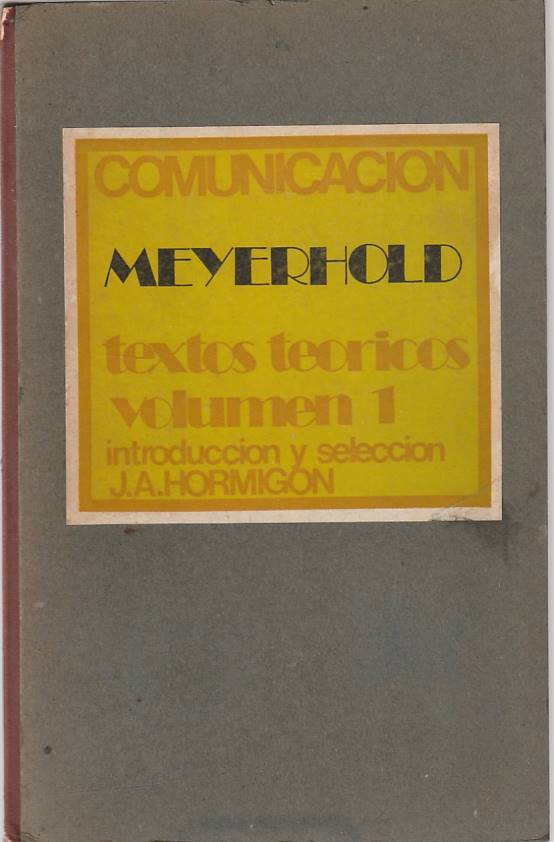 COMUNICACION
MEYERHOLD
textos teoricos
volumen 1
introduccion y seleccion
J.A.HORMIGON